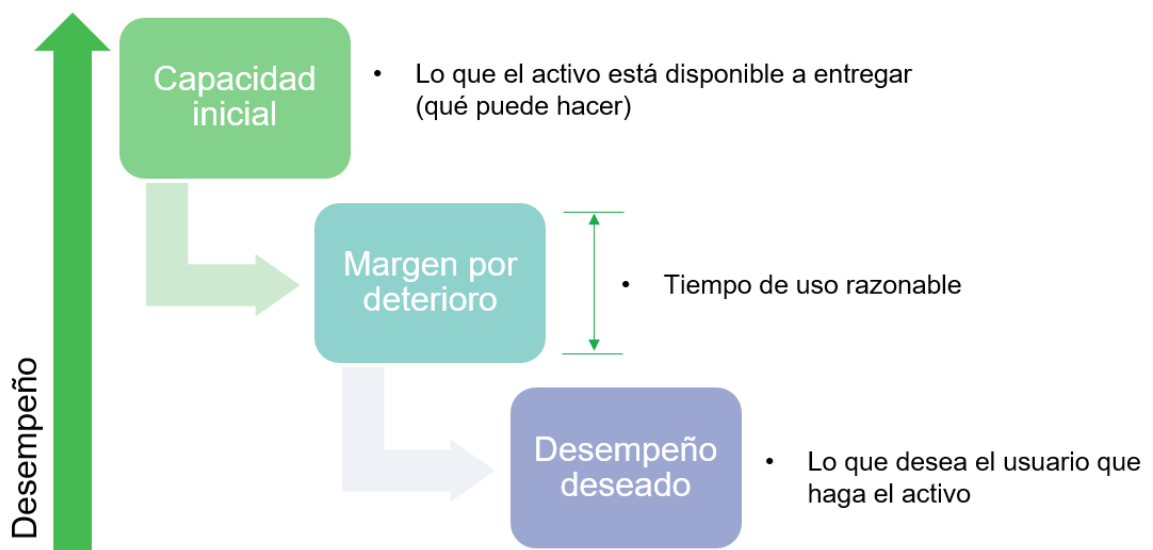 Capacidad
inicial
• Lo que el activo está disponible a entregar
(qué puede hacer)
Margen por
deterioro
• Tiempo de uso razonable
Desempeño
deseado
• Lo que desea el usuario que
haga el activo
Desempeño